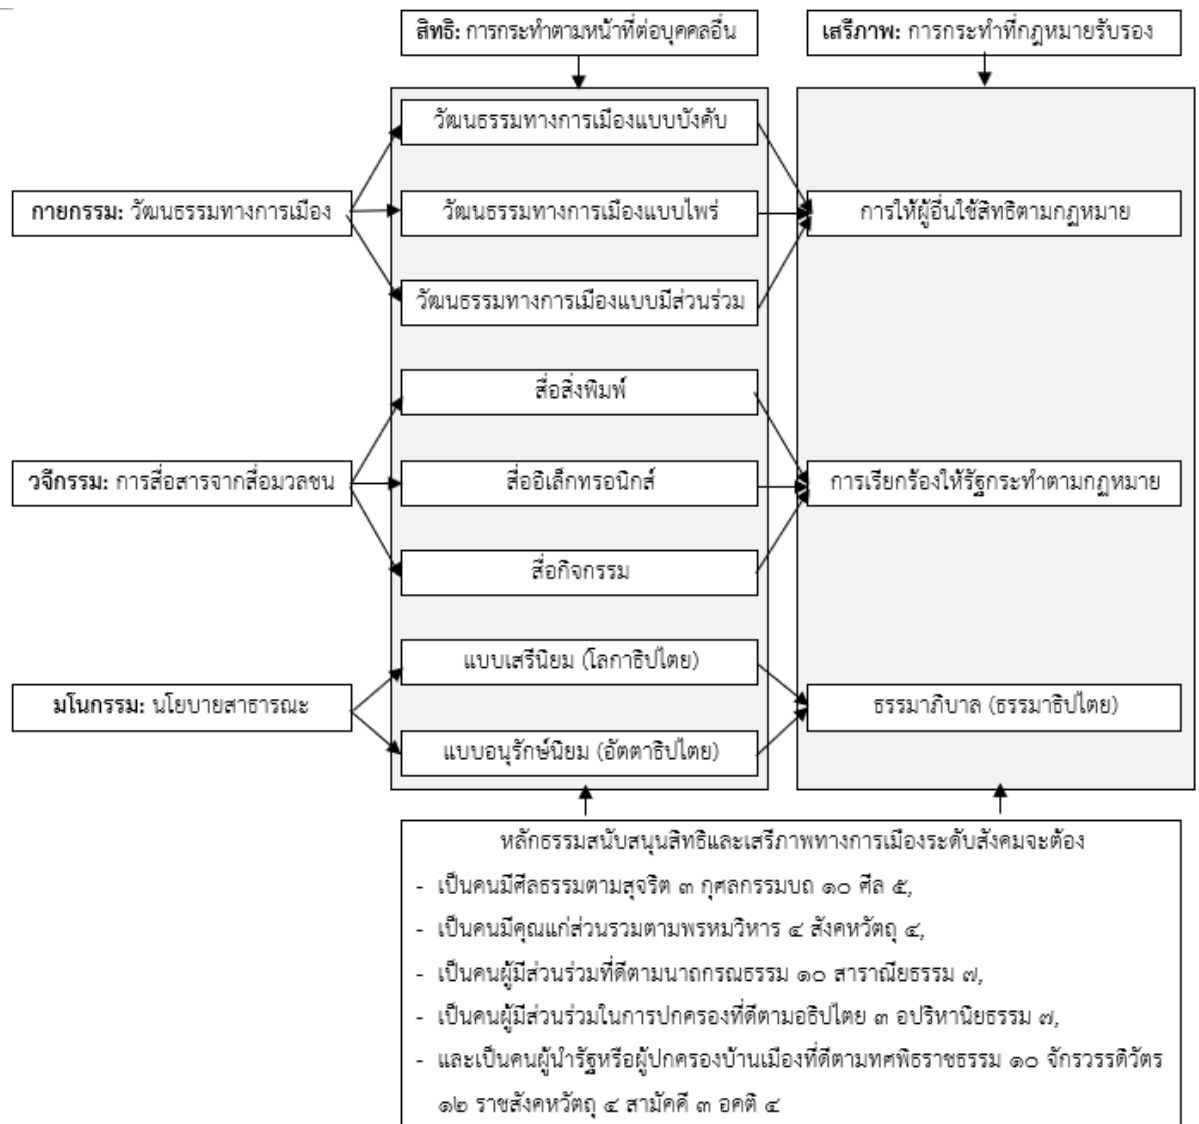 สิทธิ: การกระทำตามหน้าที่ต่อบุคคลอื่น
เสรีภาพ: การกระทำที่กฎหมายรับรอง
วัฒนธรรมทางการเมืองแบบบังคับ
กายกรรม: วัฒนธรรมทางการเมือง
วัฒนธรรมทางการเมืองแบบไพร่
การให้ผู้อื่นใช้สิทธิตามกฎหมาย
วัฒนธรรมทางการเมืองแบบมีส่วนร่วม
สื่อสิ่งพิมพ์
วจีกรรม: การสื่อสารจากสื่อมวลชน
สื่ออิเล็กทรอนิกส์
การเรียกร้องให้รัฐกระทำตามกฎหมาย
สื่อกิจกรรม
แบบเสรีนิยม (โลกาธิปไตย)
มโนกรรม: นโยบายสาธารณะ
ธรรมาภิบาล (ธรรมาธิปไตย)
แบบอนุรักษ์นิยม (อัตตาธิปไตย)
หลักธรรมสนับสนุนสิทธิและเสรีภาพทางการเมืองระดับสังคมจะต้อง
- เป็นคนมีศีลธรรมตามสุจริต ๓ กุศลกรรมบถ ๑๐ ศีล ๕,
- เป็นคนมีคุณแก่ส่วนรวมตามพรหมวิหาร ๔ สังคหวัตถุ ๔,
- เป็นคนผู้มีส่วนร่วมที่ดีตามนาถกรณธรรม ๑๐ สาราณียธรรม ๗,
- เป็นคนผู้มีส่วนร่วมในการปกครองที่ดีตามอธิปไตย ๓ อปริหานิยธรรม ๗,
- และเป็นคนผู้นำรัฐหรือผู้ปกครองบ้านเมืองที่ดีตามทศพิธราชธรรม ๑๐ จักรวรรดิวัตร
๑๒ ราชสังคหวัตถุ ๔ สามัคคี ๓ อคติ ๔